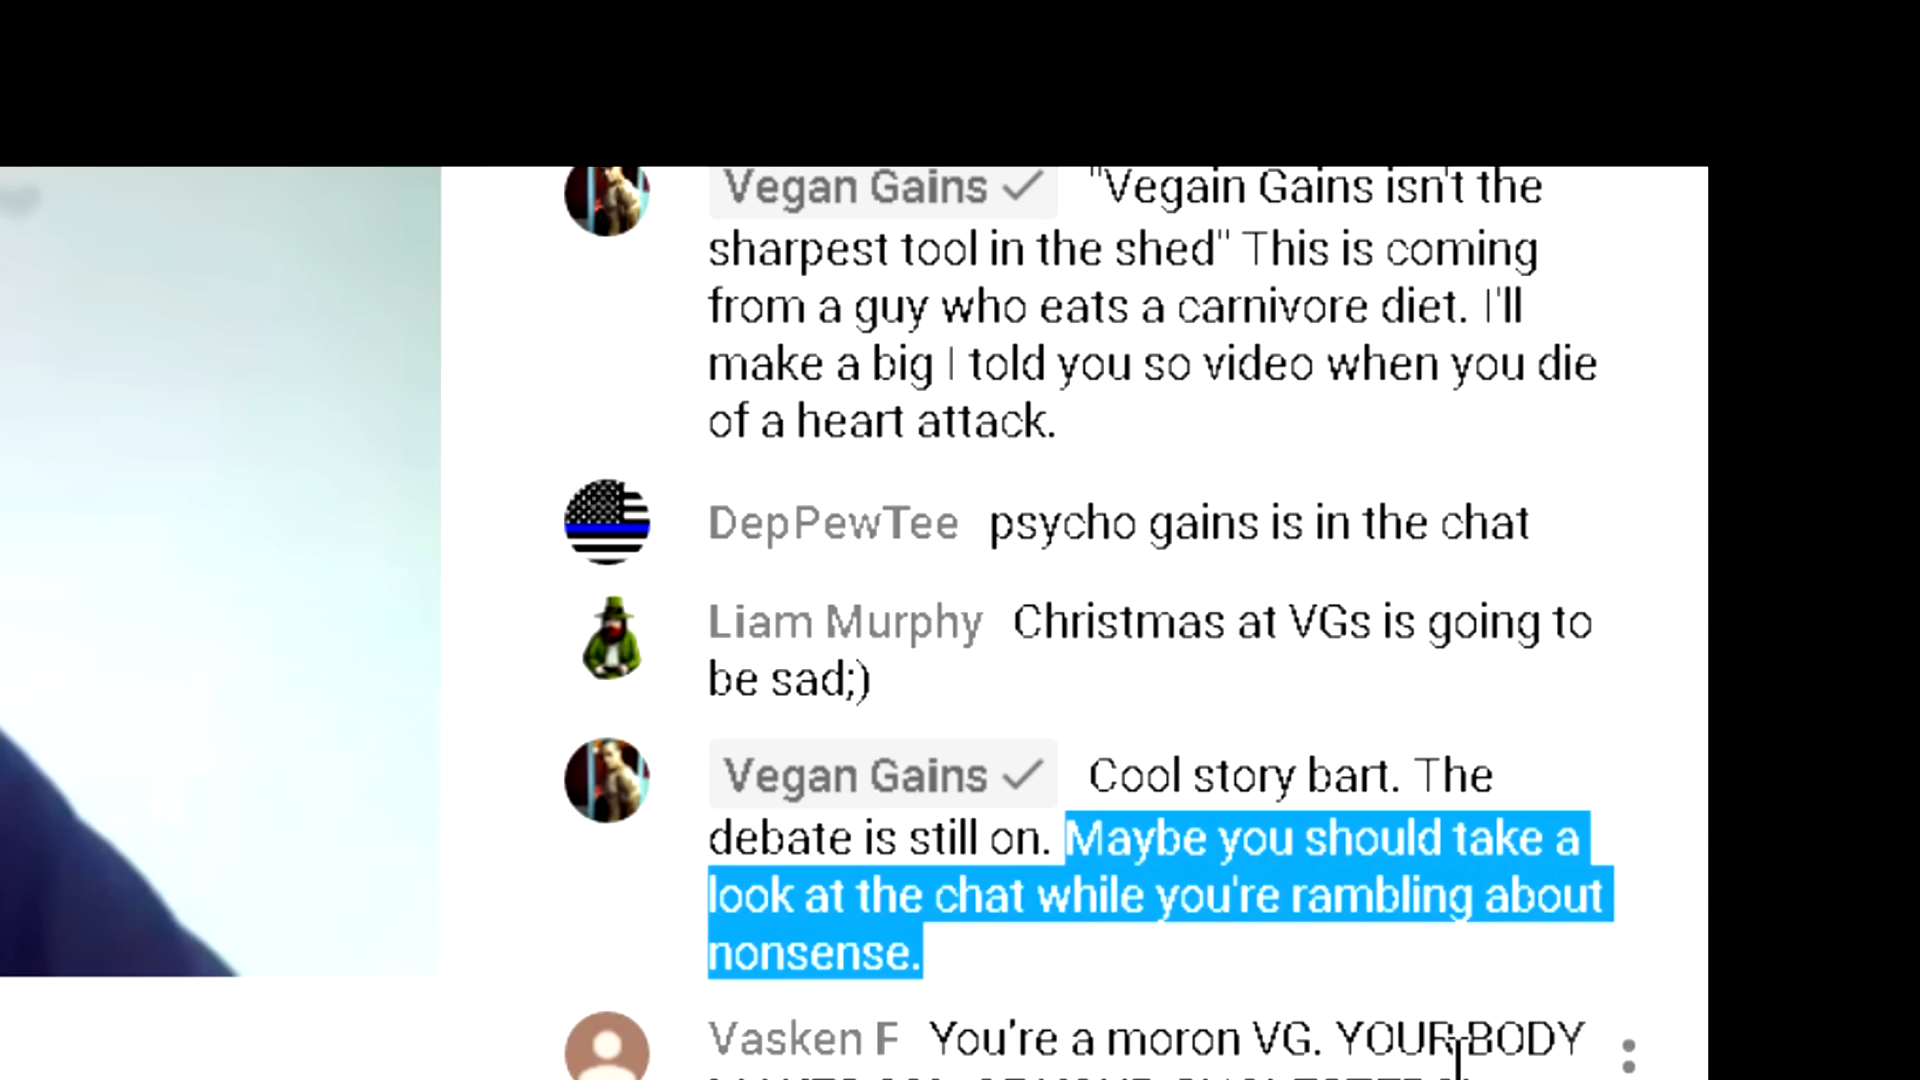 Vegan Gains "Vegain Gains isn't the
sharpest tool in the shed" This is coming
from a guy who eats a carnivore diet. I'll
make a big I told you so video when you die
of a heart attack.
DepPewTee psycho gains is in the chat
Liam Murphy Christmas at VGs is going to
be sad;)
Vegan Gains Cool story bart. The
debate is still on. Maybe you should take a
look at the chat while you're rambling about
nonsense.
Vasken F You're a moron VG. YOUR BODY